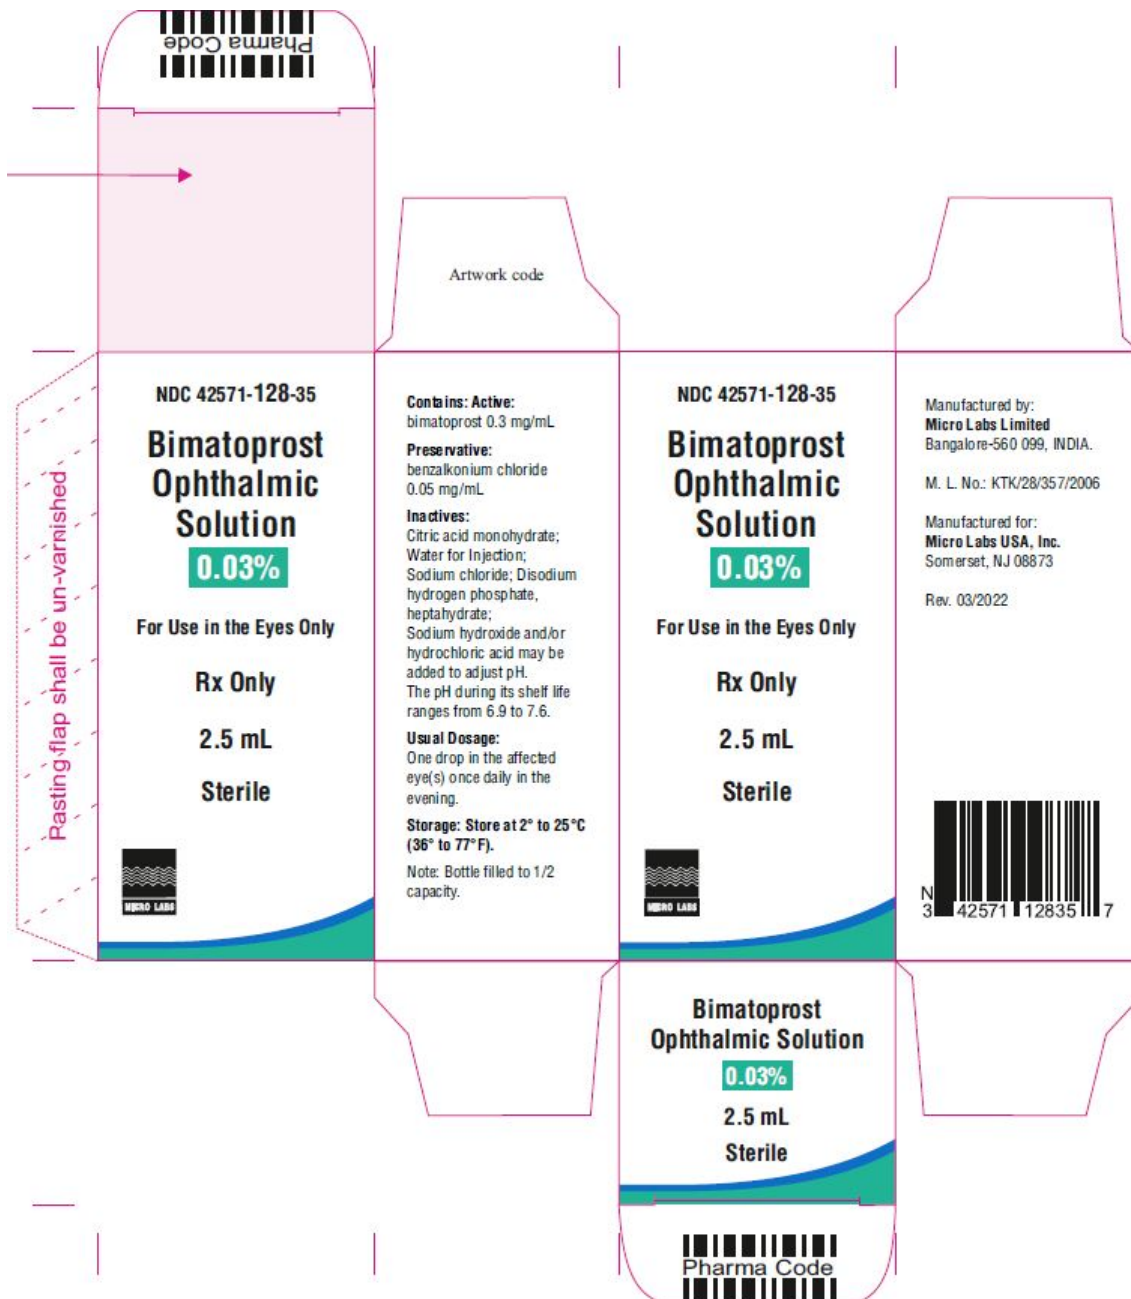 Pharma Code
Artwork code
Pasting flap shall be un-varnished
NDC 42571-128-35
Bimatoprost
Ophthalmic
Solution
0.03%
For Use in the Eyes Only
Rx Only
2.5 mL
Sterile
MICRO LABS
Contains: Active:
bimatoprost 0.3 mg/mL
Preservative:
benzalkonium chloride
0.05 mg/mL
Inactives:
Citric acid monohydrate;
Water for Injection;
Sodium chloride; Disodium
hydrogen phosphate,
heptahydrate;
Sodium hydroxide and/or
hydrochloric acid may be
added to adjust pH.
The pH during its shelf life
ranges from 6.9 to 7.6.
Usual Dosage:
One drop in the affected
eye(s) once daily in the
evening.
Storage: Store at 2° to 25°C
(36° to 77°F).
Note: Bottle filled to 1/2
capacity.
NDC 42571-128-35
Bimatoprost
Ophthalmic
Solution
0.03%
For Use in the Eyes Only
Rx Only
2.5 mL
Sterile
MICRO LABS
Manufactured by:
Micro Labs Limited
Bangalore-560 099, INDIA.
M. L. No.: KTK/28/357/2006
Manufactured for:
Micro Labs USA, Inc.
Somerset, NJ 08873
Rev. 03/2022
N
3 42571 12835 7
Bimatoprost
Ophthalmic Solution
0.03%
2.5 mL
Sterile
Pharma Code